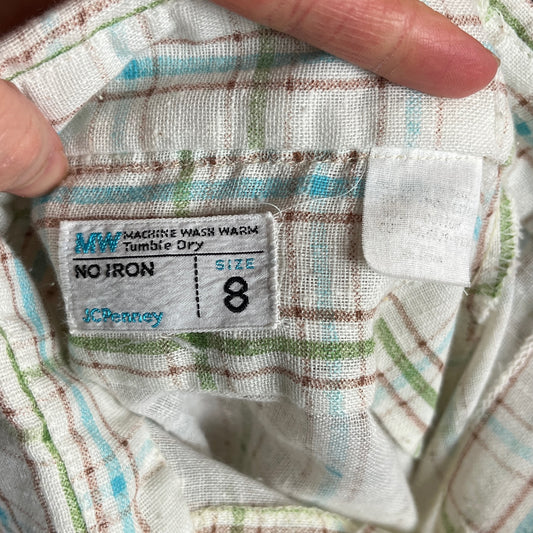 MW MACHINE WASH WARM
Tumble Dry
NO IRON
SIZE
8
JCPenney